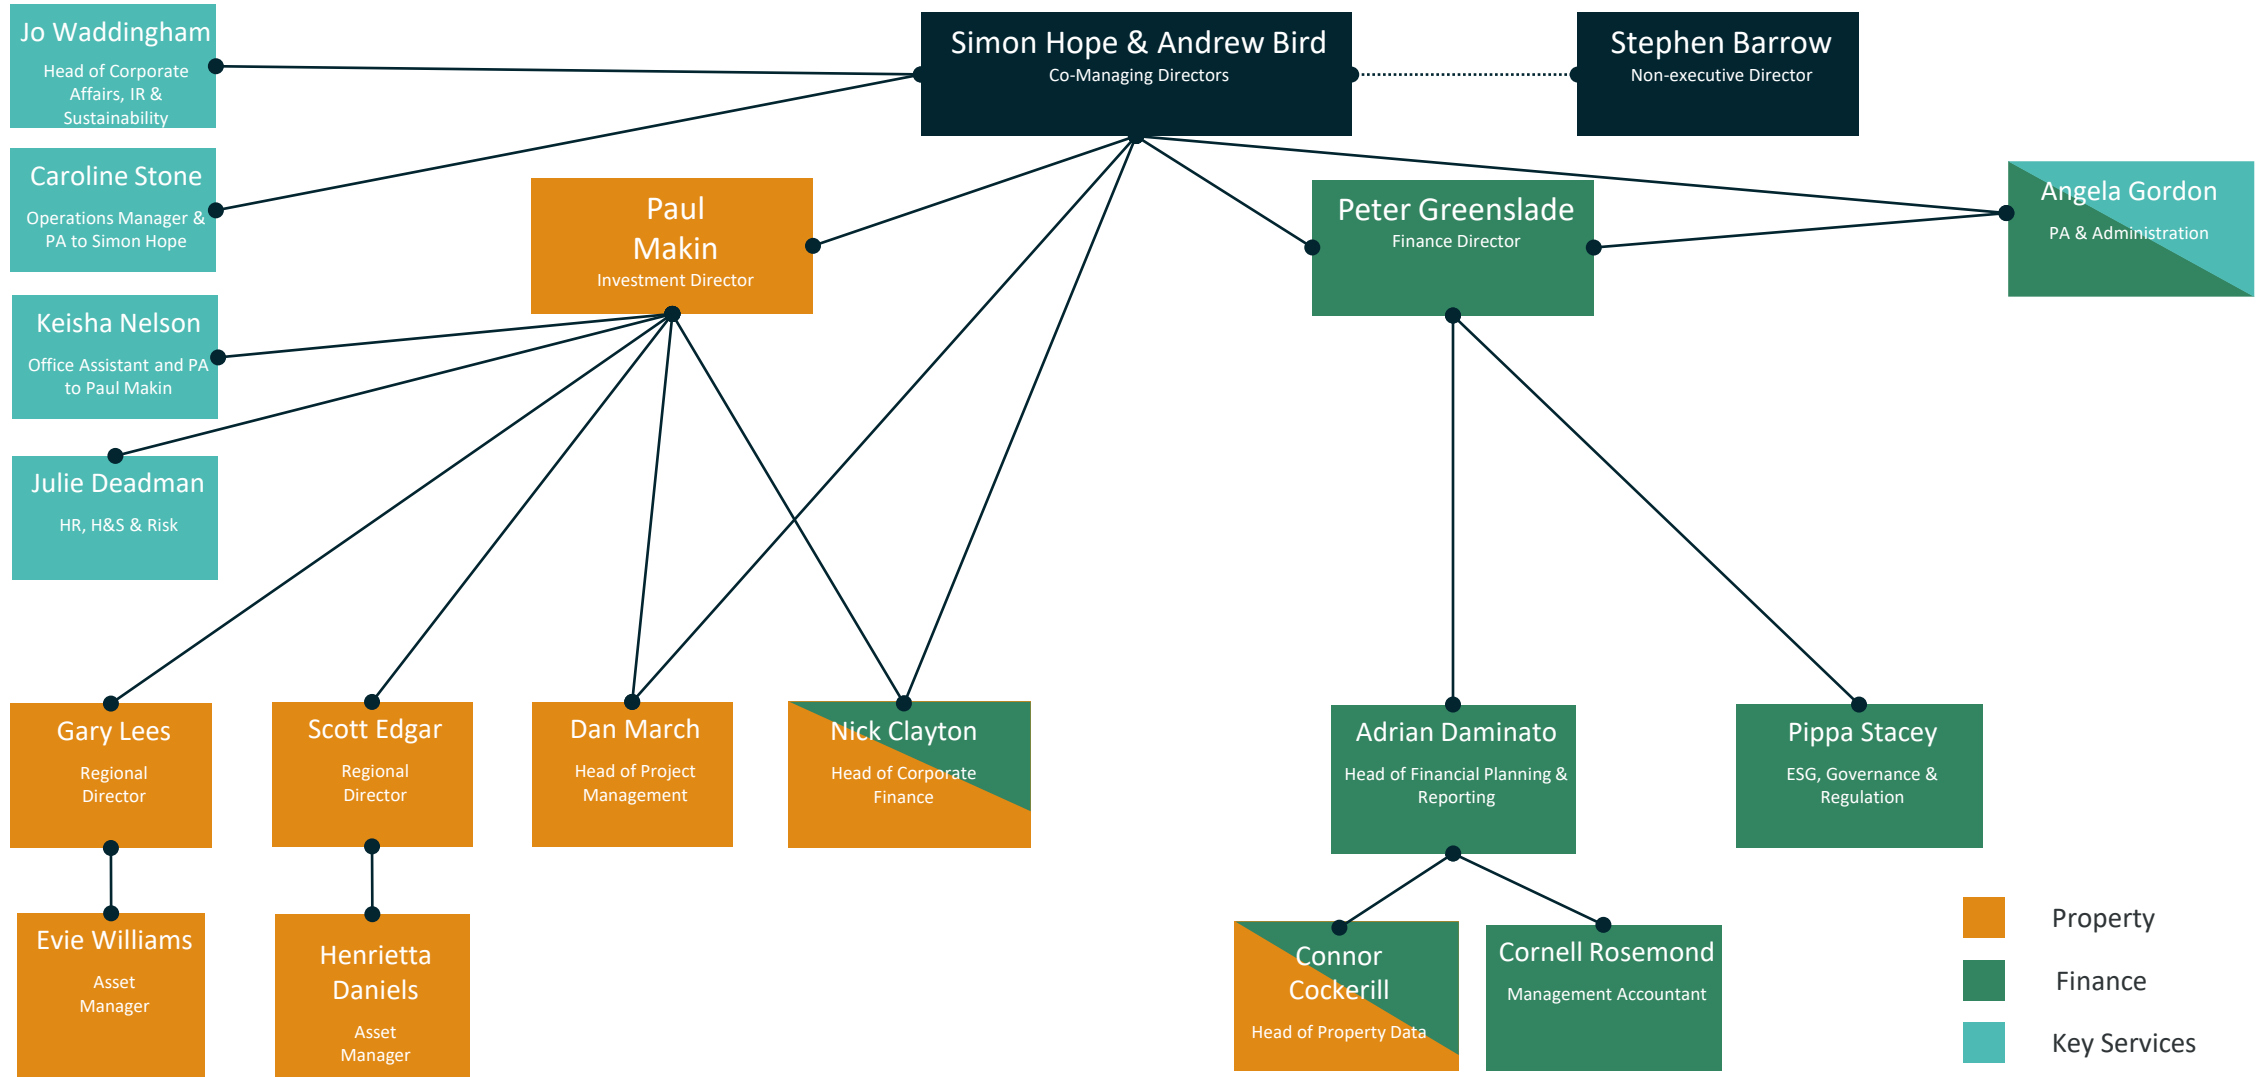 Jo Waddingham
Head of Corporate
Affairs, IR &
Sustainability
Simon Hope & Andrew Bird
Co-Managing Directors
Stephen Barrow
Non-executive Director
Caroline Stone
Operations Manager &
PA to Simon Hope
Paul
Makin
Investment Director
Peter Greenslade
Finance Director
Angela Gordon
PA & Administration
Keisha Nelson
Office Assistant and PA
to Paul Makin
Julie Deadman
HR, H&S & Risk
Gary Lees
Regional
Director
Scott Edgar
Regional
Director
Dan March
Head of Project
Management
Nick Clayton
Head of Corporate
Finance
Adrian Daminato
Head of Financial Planning &
Reporting
Pippa Stacey
ESG, Governance &
Regulation
Evie Williams
Asset
Manager
Henrietta
Daniels
Asset
Manager
Connor
Cockerill
Head of Property Data
Cornell Rosemond
Management Accountant
Property
Finance
Key Services